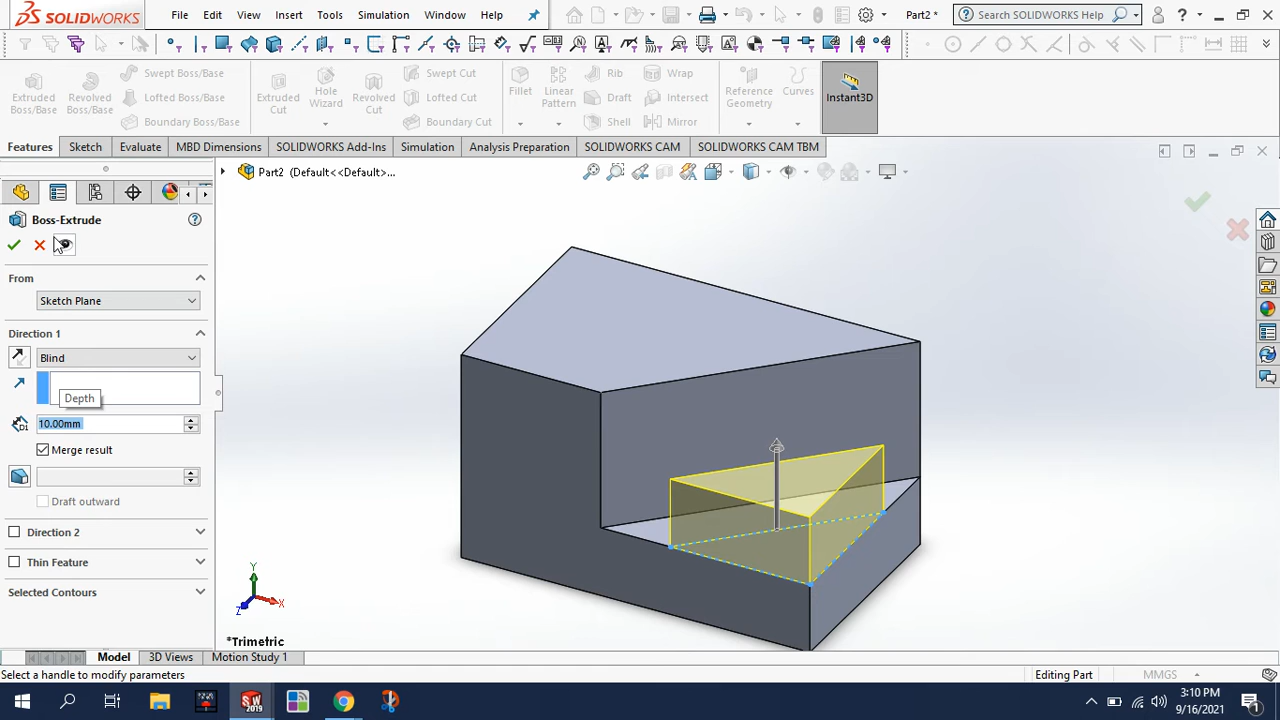 SOLIDWORKS File Edit View Insert Tools Simulation Window Help Part2 * Search SOLIDWORKS Help ?
Extruded Boss/Base
Revolved Boss/Base
Swept Boss/Base
Lofted Boss/Base
Boundary Boss/Base
Extruded Cut
Hole Wizard
Revolved Cut
Swept Cut
Lofted Cut
Boundary Cut
Fillet
Linear Pattern
Rib
Draft
Shell
Wrap
Intersect
Mirror
Reference Geometry
Curves
Instant3D
Features Sketch Evaluate MBD Dimensions SOLIDWORKS Add-Ins Simulation Analysis Preparation SOLIDWORKS CAM SOLIDWORKS CAM TBM
Part2 (Default<<Default>...
Boss-Extrude
From
Sketch Plane
Direction 1
Blind
Depth
10.00mm
Merge result
Draft outward
Direction 2
Thin Feature
Selected Contours
Y
X
Z
*Trimetric
Model 3D Views Motion Study 1
Select a handle to modify parameters Editing Part MMGS
SW 2019
3:10 PM
9/16/2021
1